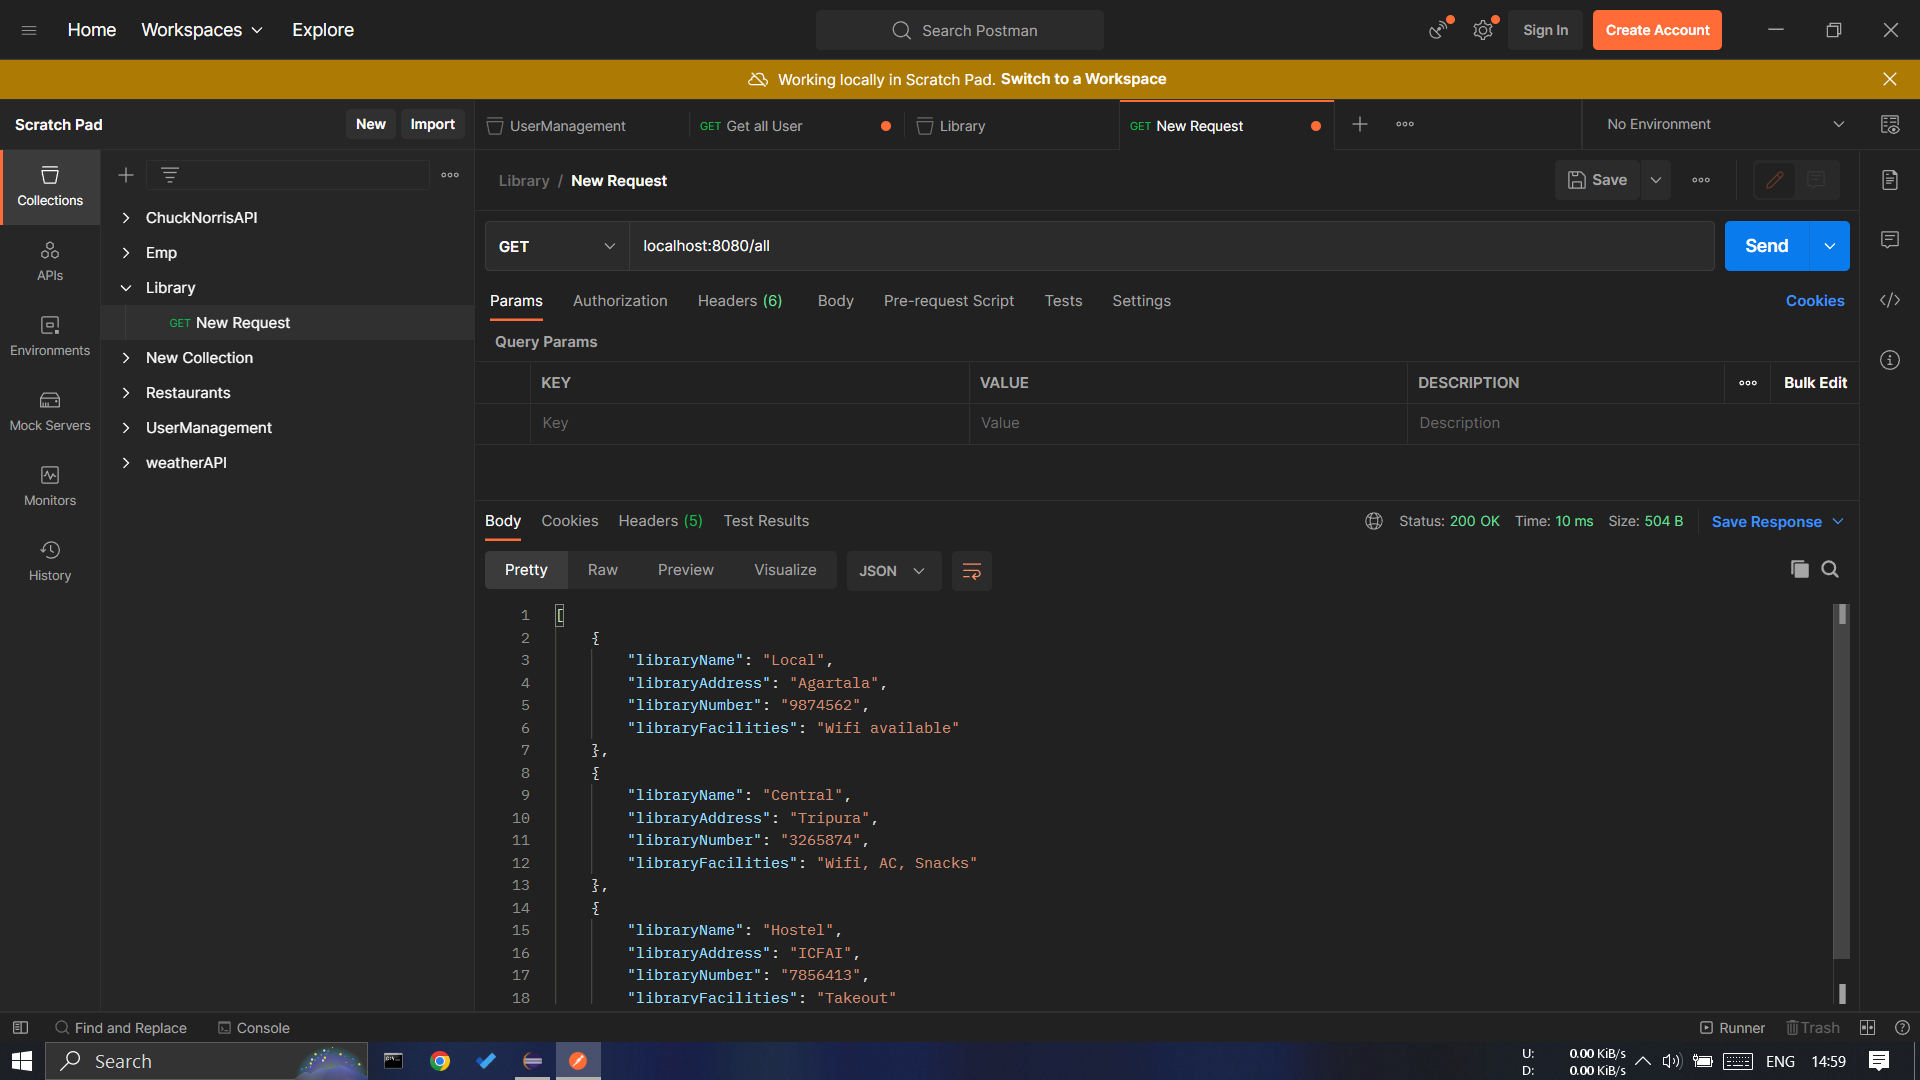 Home Workspaces Explore Search Postman Sign In Create Account
Working locally in Scratch Pad. Switch to a Workspace
Scratch Pad New Import
UserManagement GET Get all User Library GET New Request No Environment
Collections
APIs
Environments
Mock Servers
Monitors
History
ChuckNorrisAPI
Emp
Library
GET New Request
New Collection
Restaurants
UserManagement
weatherAPI
Library / New Request Save
GET localhost:8080/all Send
Params Authorization Headers (6) Body Pre-request Script Tests Settings Cookies
Query Params
KEY VALUE DESCRIPTION Bulk Edit
Key Value Description
Body Cookies Headers (5) Test Results Status: 200 OK Time: 10 ms Size: 504 B Save Response
Pretty Raw Preview Visualize JSON
1 [
2 {
3 "libraryName": "Local",
4 "libraryAddress": "Agartala",
5 "libraryNumber": "9874562",
6 "libraryFacilities": "Wifi available"
7 },
8 {
9 "libraryName": "Central",
10 "libraryAddress": "Tripura",
11 "libraryNumber": "3265874",
12 "libraryFacilities": "Wifi, AC, Snacks"
13 },
14 {
15 "libraryName": "Hostel",
16 "libraryAddress": "ICFAI",
17 "libraryNumber": "7856413",
18 "libraryFacilities": "Takeout"
Find and Replace Console Runner Trash
Search
U: 0.00 KiB/s
D: 0.00 KiB/s
ENG 14:59